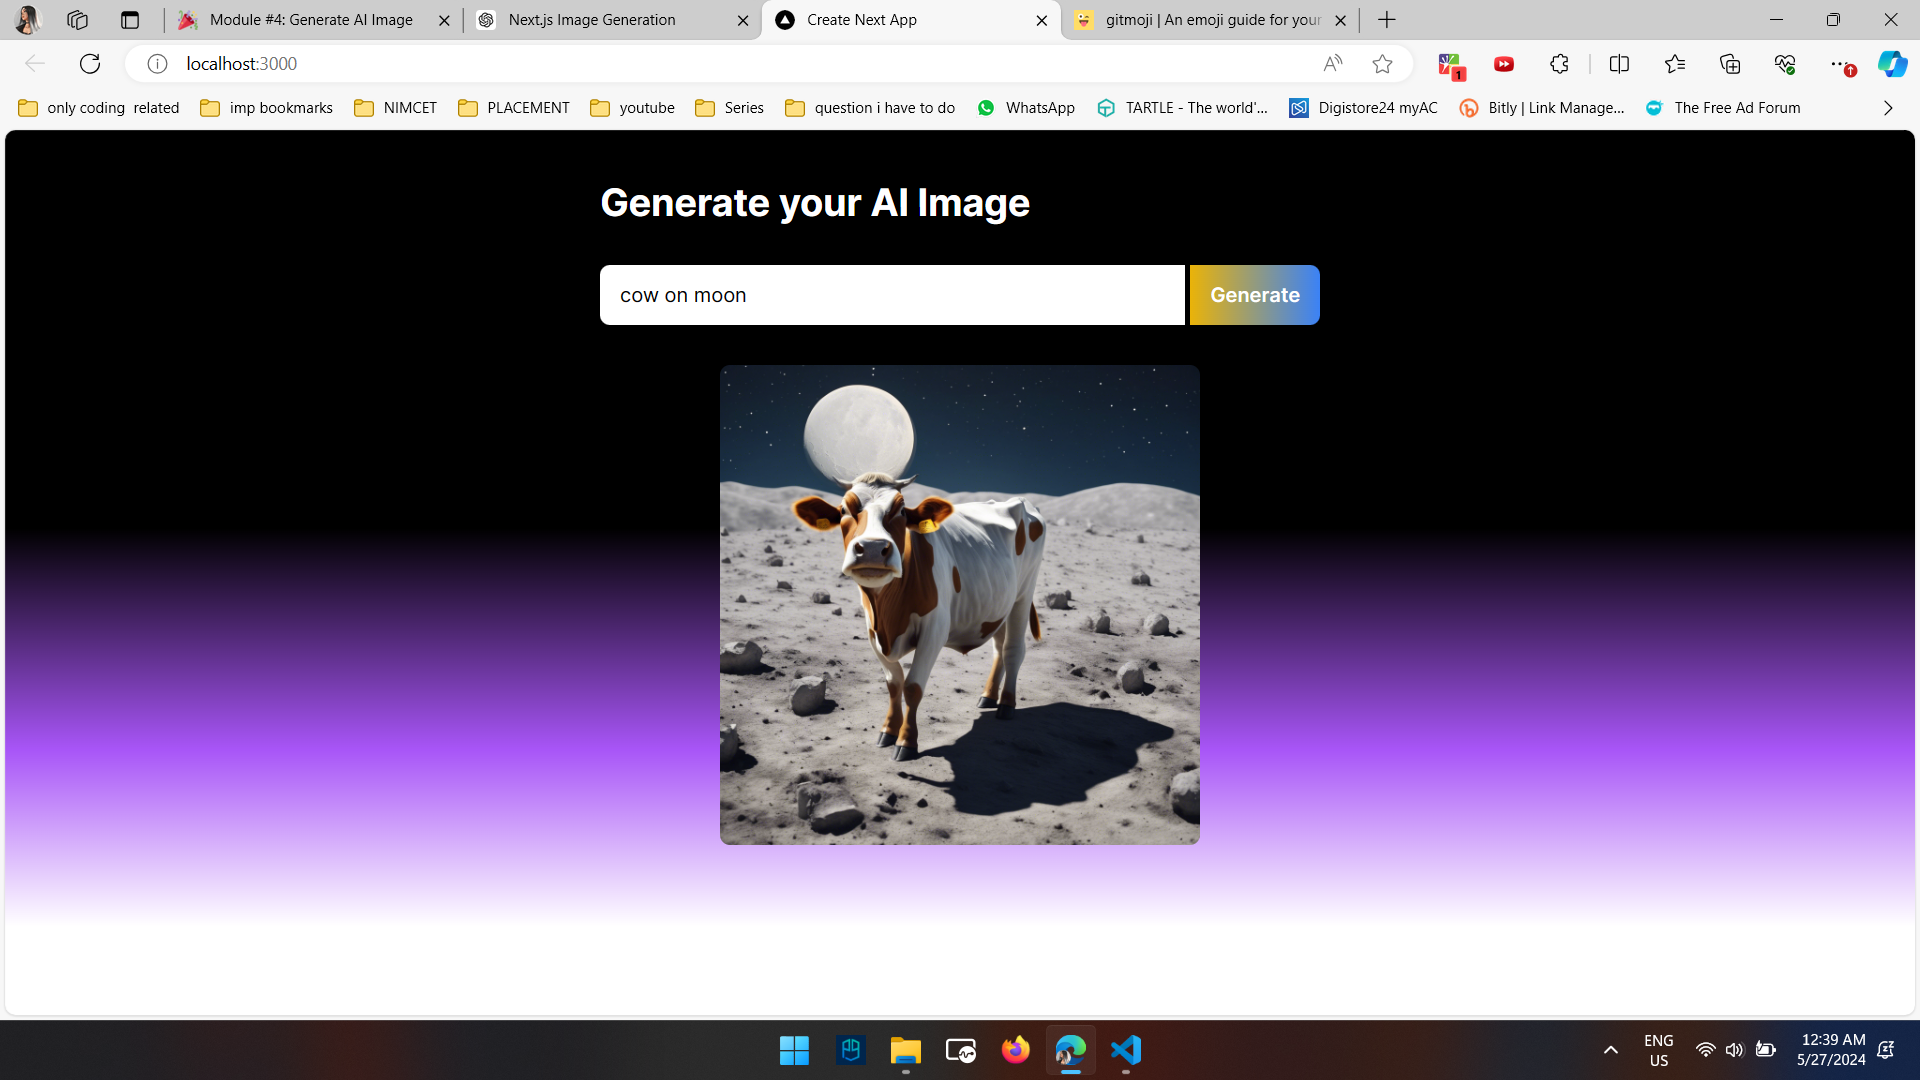 Module #4: Generate AI Image
Next.js Image Generation
Create Next App
gitmoji | An emoji guide for your
localhost:3000
1
only coding related
imp bookmarks
NIMCET
PLACEMENT
youtube
Series
question i have to do
WhatsApp
TARTLE - The world'...
Digistore24 myAC
Bitly | Link Manage...
The Free Ad Forum
Generate your AI Image
cow on moon
Generate
ENG
US
12:39 AM
5/27/2024